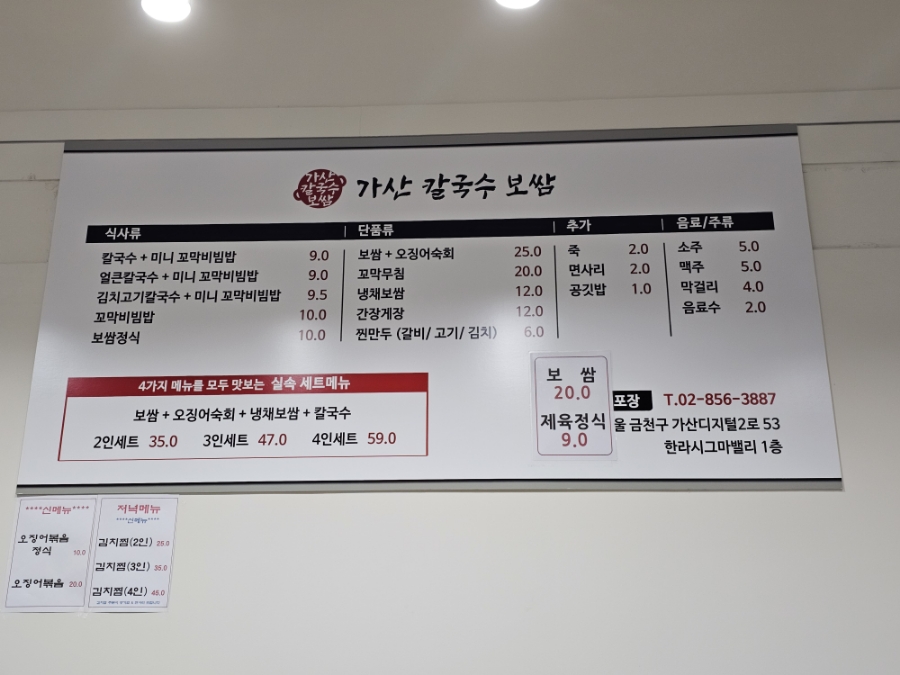 가산
칼국수
보쌈
가산 칼국수 보쌈
식사류
칼국수 + 미니 꼬막비빔밥 9.0
얼큰칼국수 + 미니 꼬막비빔밥 9.0
김치고기칼국수 + 미니 꼬막비빔밥 9.5
꼬막비빔밥 10.0
보쌈정식 10.0
단품류
보쌈 + 오징어숙회 25.0
꼬막무침 20.0
냉채보쌈 12.0
간장게장 12.0
찐만두 (갈비/ 고기/ 김치) 6.0
추가
죽 2.0
면사리 2.0
공깃밥 1.0
음료/주류
소주 5.0
맥주 5.0
막걸리 4.0
음료수 2.0
4가지 메뉴를 모두 맛보는 실속 세트메뉴
보쌈 + 오징어숙회 + 냉채보쌈 + 칼국수
2인세트 35.0 3인세트 47.0 4인세트 59.0
보 쌈
20.0
제육정식
9.0
포장 T.02-856-3887
울 금천구 가산디지털2로 53
한라시그마밸리 1층
****신메뉴****
오징어볶음
정식 10.0
오징어볶음 20.0
저녁메뉴
****신메뉴****
김치찜(2인) 25.0
김치찜(3인) 35.0
김치찜(4인) 45.0